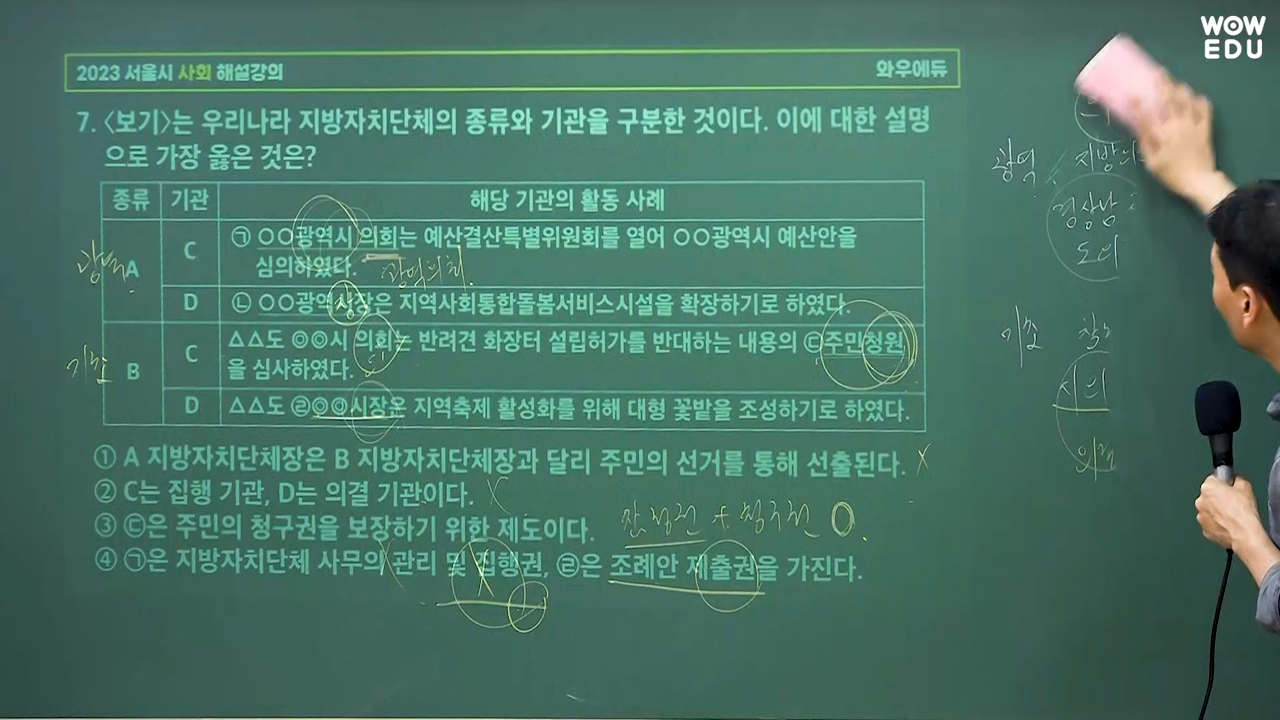 WOW
EDU
2023 서울시 사회 해설강의
와우에듀
7. <보기>는 우리나라 지방자치단체의 종류와 기관을 구분한 것이다. 이에 대한 설명
으로 가장 옳은 것은?
종류 기관 해당 기관의 활동 사례
A C ㉠ ○○광역시 의회는 예산결산특별위원회를 열어 ○○광역시 예산안을
심의하였다.
광역의회
D ㉡ ○○광역시장은 지역사회통합돌봄서비스시설을 확장하기로 하였다.
B C △△도 ◎◎시 의회는 반려견 화장터 설립허가를 반대하는 내용의 ㉢주민청원
을 심사하였다.
D △△도 ㉣◎◎시장은 지역축제 활성화를 위해 대형 꽃밭을 조성하기로 하였다.
① A 지방자치단체장은 B 지방자치단체장과 달리 주민의 선거를 통해 선출된다. X
② C는 집행 기관, D는 의결 기관이다. X
③ ㉢은 주민의 청구권을 보장하기 위한 제도이다.
④ ㉠은 지방자치단체 사무의 관리 및 집행권, ㉣은 조례안 제출권을 가진다.
광역
경상남
도의
기초